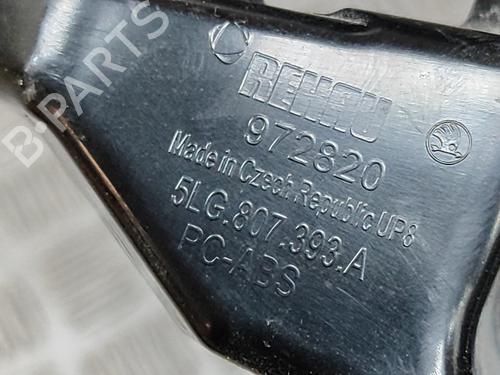 REHAU
972820
Made in Czech Republic UP8
5LG.807.393.A
PC-ABS
B-PARTS